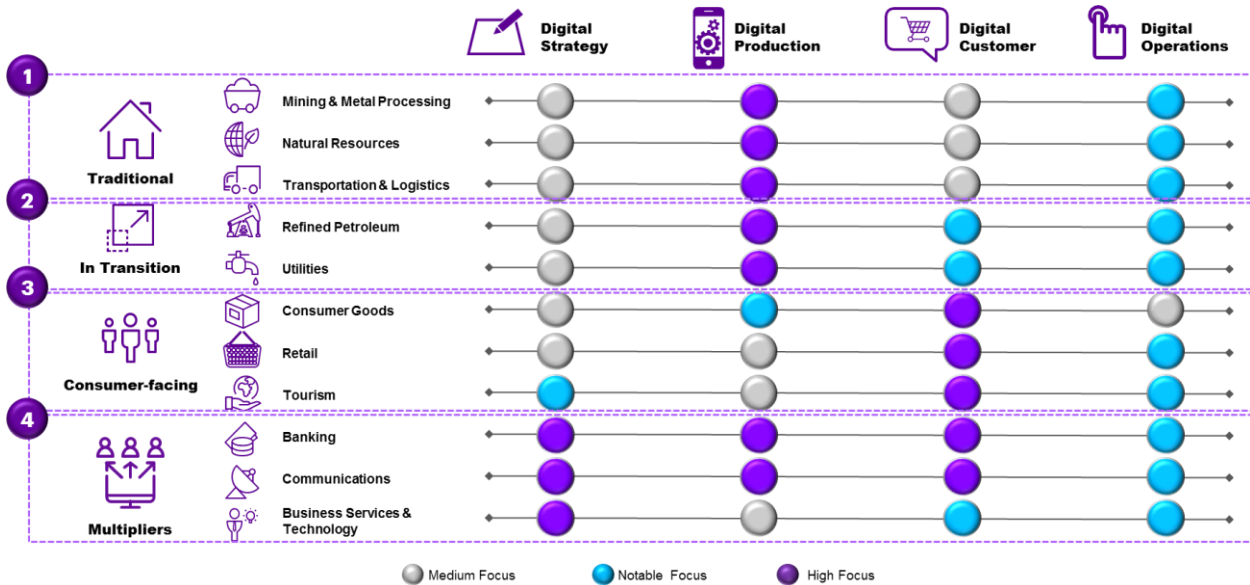 Digital
Strategy
Digital
Production
Digital
Customer
Digital
Operations
1
Traditional
Mining & Metal Processing
Natural Resources
Transportation & Logistics
2
In Transition
Refined Petroleum
Utilities
3
Consumer-facing
Consumer Goods
Retail
Tourism
4
Multipliers
Banking
Communications
Business Services &
Technology
Medium Focus
Notable Focus
High Focus